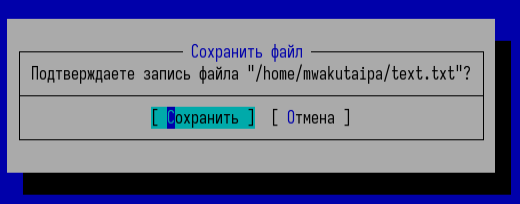 Сохранить файл
Подтверждаете запись файла "/home/mwakutaipa/text.txt"?
[ Сохранить ] [ Отмена ]